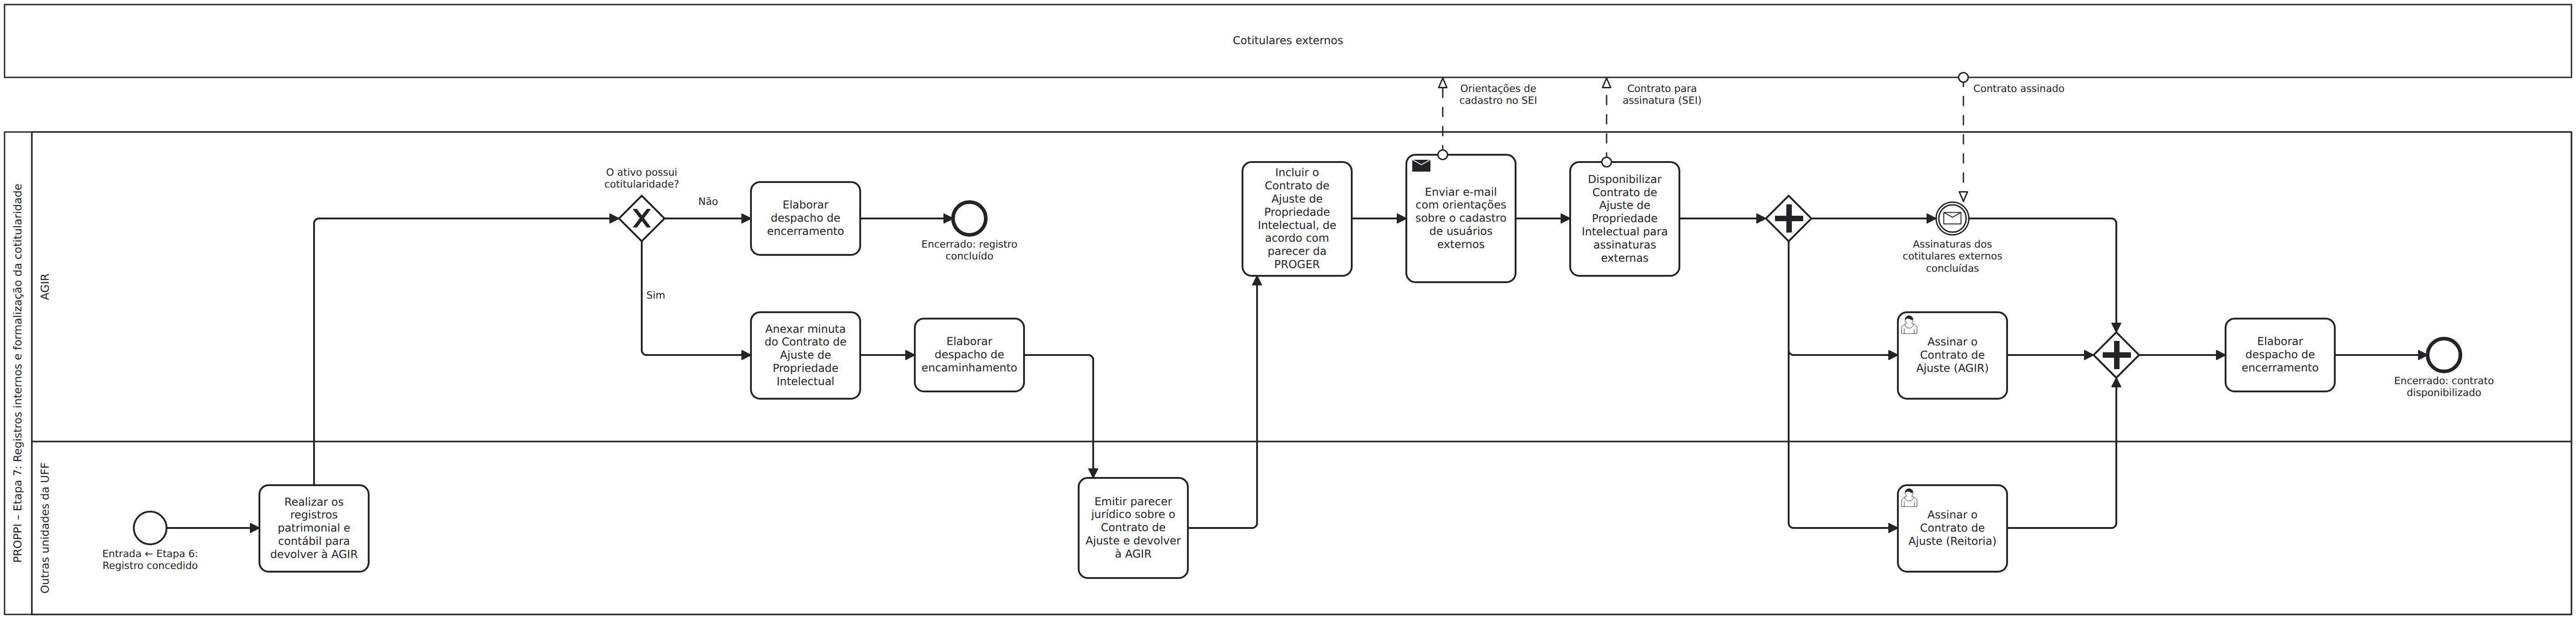 Cotitulares externos
Orientações de
cadastro no SEI
Contrato para
assinatura (SEI)
Contrato assinado
PROPPI – Etapa 7: Registros internos e formalização da cotitularidade
AGIR
O ativo possui
cotitularidade?
Não
Sim
Elaborar
despacho de
encerramento
Encerrado: registro
concluído
Anexar minuta
do Contrato de
Ajuste de
Propriedade
Intelectual
Elaborar
despacho de
encaminhamento
Incluir o
Contrato de
Ajuste de
Propriedade
Intelectual, de
acordo com
parecer da
PROGER
Enviar e-mail
com orientações
sobre o cadastro
de usuários
externos
Disponibilizar
Contrato de
Ajuste de
Propriedade
Intelectual para
assinaturas
externas
Assinaturas dos
cotitulares externos
concluídas
Assinar o
Contrato de
Ajuste (AGIR)
Elaborar
despacho de
encerramento
Encerrado: contrato
disponibilizado
Outras unidades da UFF
Entrada ← Etapa 6:
Registro concedido
Realizar os
registros
patrimonial e
contábil para
devolver à AGIR
Emitir parecer
jurídico sobre o
Contrato de
Ajuste e devolver
à AGIR
Assinar o
Contrato de
Ajuste (Reitoria)